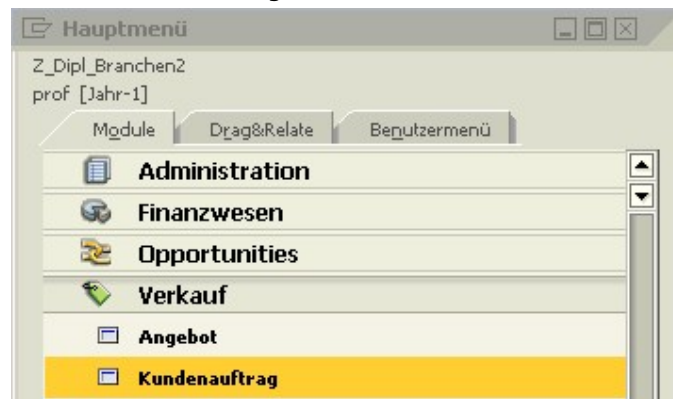 Hauptmenü
Z_Dipl_Branchen2
prof [Jahr-1]
Module Drag&Relate Benutzermenü
Administration
Finanzwesen
Opportunities
Verkauf
Angebot
Kundenauftrag